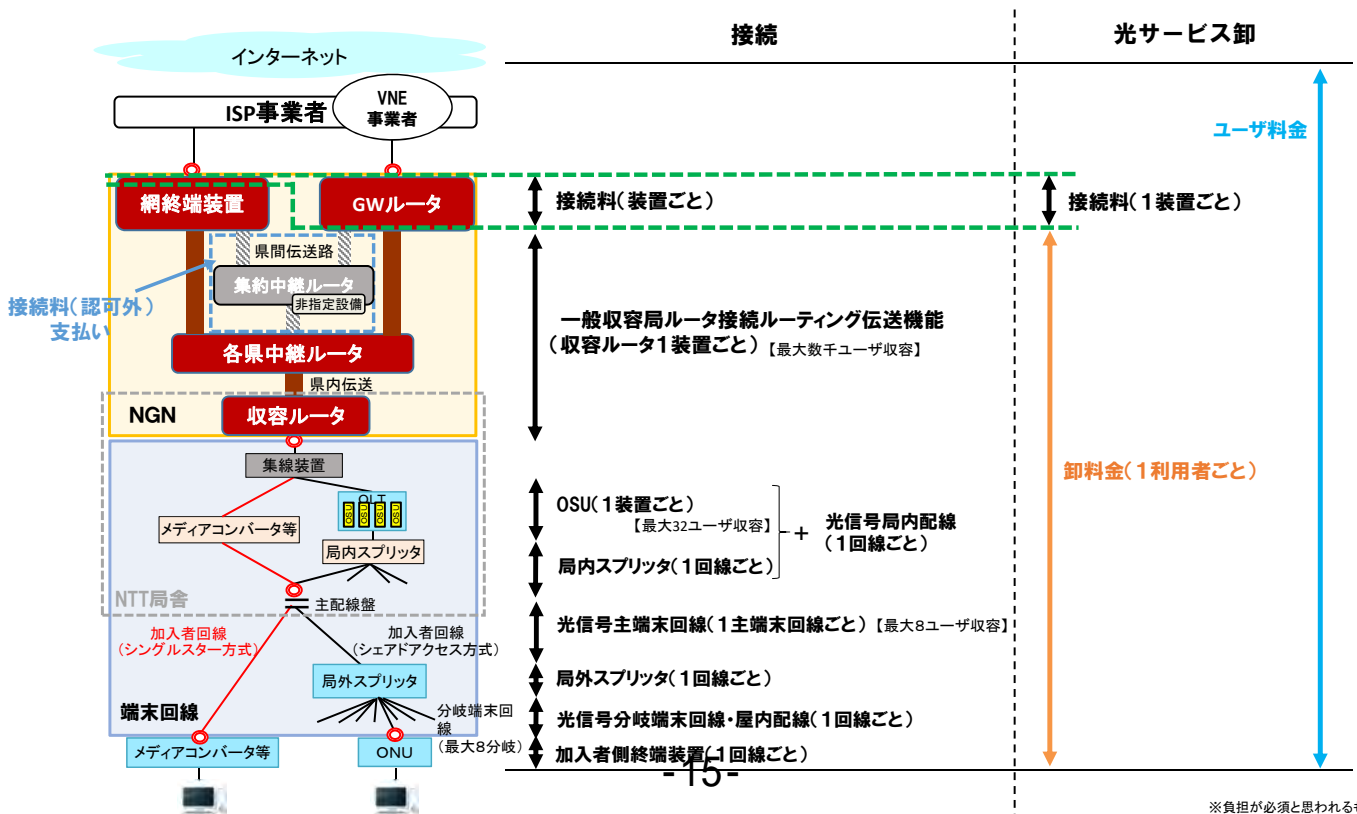 接続
光サービス卸
インターネット
ISP事業者
VNE
事業者
ユーザ料金
網終端装置
GWルータ
接続料(装置ごと)
接続料(1装置ごと)
県間伝送路
集約中継ルータ
非指定設備
接続料(認可外)
支払い
一般収容局ルータ接続ルーティング伝送機能
(収容ルータ1装置ごと)【最大数千ユーザ収容】
各県中継ルータ
県内伝送
NGN
収容ルータ
集線装置
卸料金(1利用者ごと)
OLT
OSU
OSU
OSU
OSU
OSU(1装置ごと)
【最大32ユーザ収容】
+
光信号局内配線
(1回線ごと)
メディアコンバータ等
局内スプリッタ
局内スプリッタ(1回線ごと)
NTT局舎
主配線盤
光信号主端末回線(1主端末回線ごと)【最大8ユーザ収容】
加入者回線
(シングルスター方式)
加入者回線
(シェアドアクセス方式)
局外スプリッタ
局外スプリッタ(1回線ごと)
端末回線
分岐端末回
線
(最大8分岐)
光信号分岐端末回線・屋内配線(1回線ごと)
メディアコンバータ等
ONU
加入者側終端装置(1回線ごと)
-15-
※負担が必須と思われる